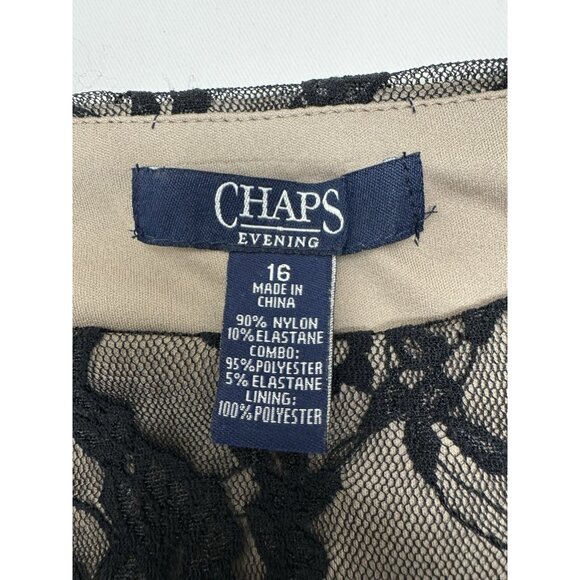 CHAPS
EVENING
16
MADE IN
CHINA
90% NYLON
10% ELASTANE
COMBO:
95% POLYESTER
5% ELASTANE
LINING:
100% POLYESTER